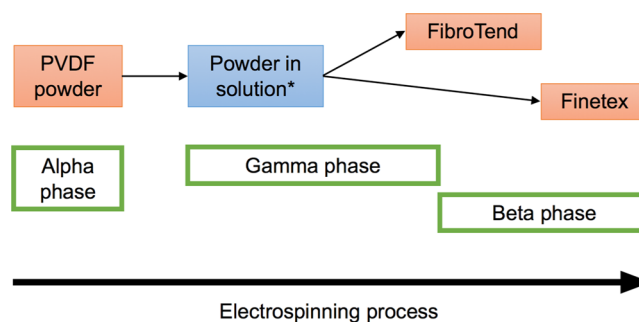 FibroTend
PVDF
powder
Powder in
solution*
Finetex
Alpha
phase
Gamma phase
Beta phase
Electrospinning process